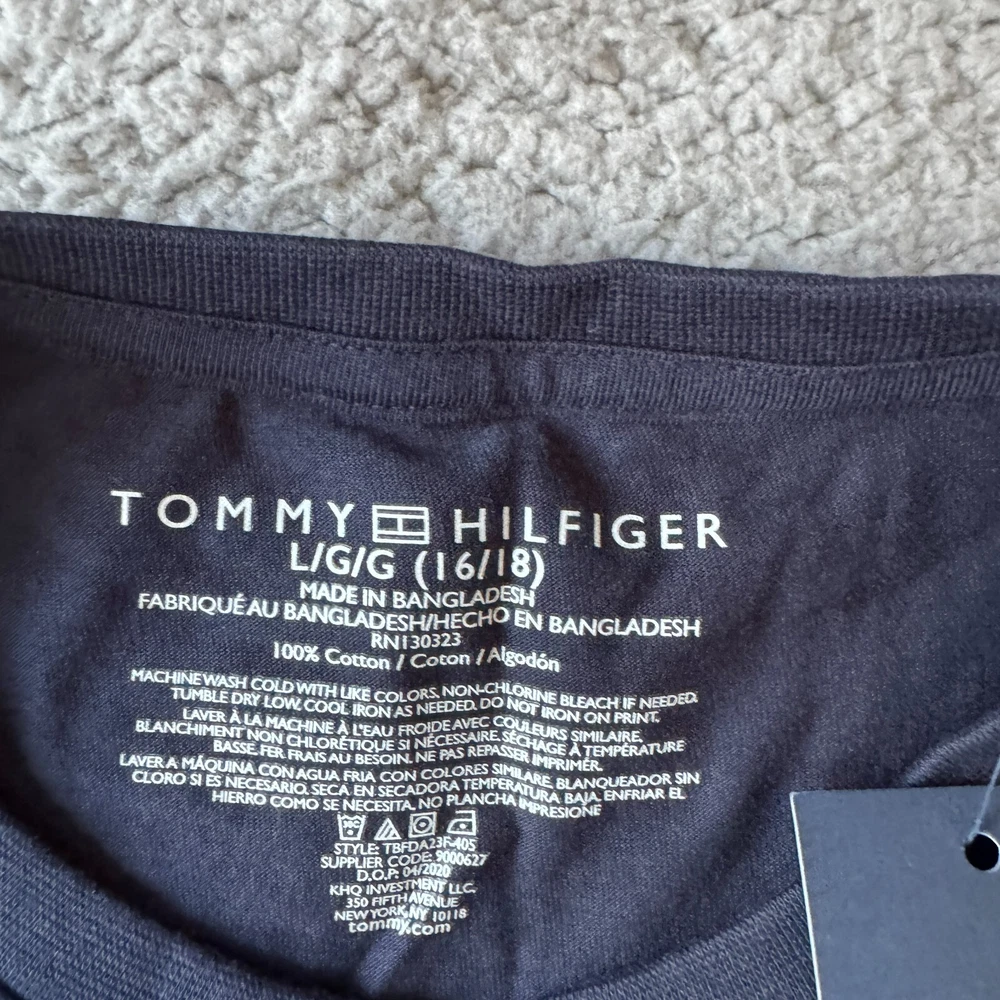 TOMMY HILFIGER
L/G/G (16/18)
MADE IN BANGLADESH
FABRIQUÉ AU BANGLADESH/HECHO EN BANGLADESH
RN130323
100% Cotton / Coton / Algodón
MACHINE WASH COLD WITH LIKE COLORS. NON-CHLORINE BLEACH IF NEEDED.
TUMBLE DRY LOW. COOL IRON AS NEEDED. DO NOT IRON ON PRINT.
LAVER À LA MACHINE À L'EAU FROIDE AVEC COULEURS SIMILAIRE.
BLANCHIMENT NON CHLORÉTIQUE SI NÉCESSAIRE. SÉCHAGE À TEMPÉRATURE
BASSE. FER FRAIS AU BESOIN. NE PAS REPASSER IMPRIMÉR.
LAVER A MÁQUINA CON AGUA FRIA CON COLORES SIMILARE, BLANQUEADOR SIN
CLORO SI ES NECESARIO. SECA EN SECADORA TEMPERATURA BAJA. ENFRIAR EL
HIERRO COMO SE NECESITA. NO PLANCHA IMPRESIONE
30C
STYLE: TBFDA23F-405
SUPPLIER CODE: 9000627
D.O.P: 04/2020
KHQ INVESTMENT LLC.
350 FIFTH AVENUE
NEW YORK, NY 10118
tommy.com